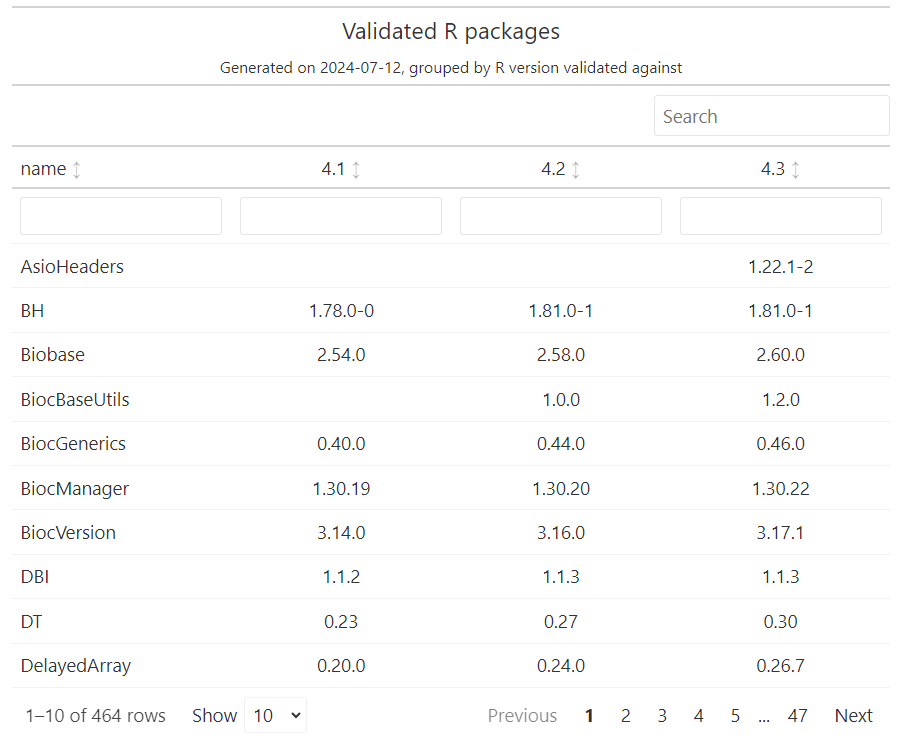 Validated R packages
Generated on 2024-07-12, grouped by R version validated against
Search
name 4.1 4.2 4.3
AsioHeaders 1.22.1-2
BH 1.78.0-0 1.81.0-1 1.81.0-1
Biobase 2.54.0 2.58.0 2.60.0
BiocBaseUtils 1.0.0 1.2.0
BiocGenerics 0.40.0 0.44.0 0.46.0
BiocManager 1.30.19 1.30.20 1.30.22
BiocVersion 3.14.0 3.16.0 3.17.1
DBI 1.1.2 1.1.3 1.1.3
DT 0.23 0.27 0.30
DelayedArray 0.20.0 0.24.0 0.26.7
1–10 of 464 rows Show 10 Previous 1 2 3 4 5 ... 47 Next